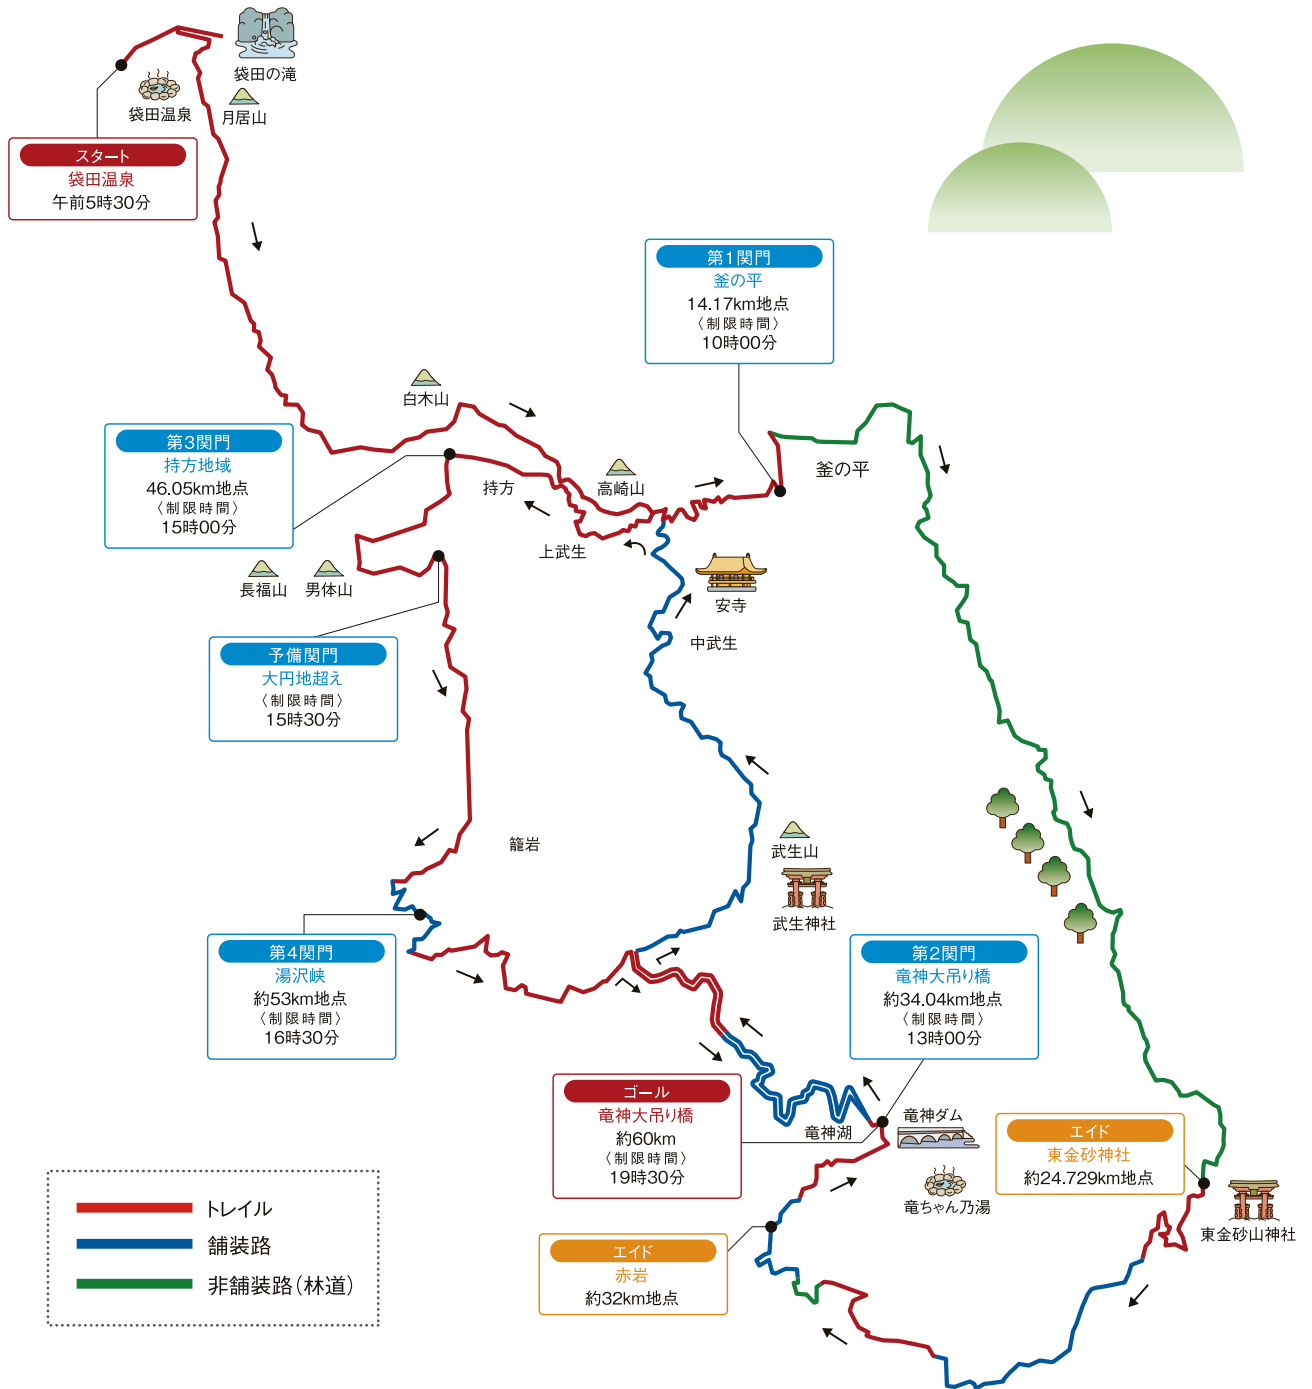 袋田の滝
袋田温泉
月居山
スタート
袋田温泉
午前5時30分
第1関門
釜の平
14.17km地点
〈制限時間〉
10時00分
白木山
第3関門
持方地域
46.05km地点
〈制限時間〉
15時00分
持方
高崎山
釜の平
上武生
長福山
男体山
安寺
中武生
予備関門
大円地超え
〈制限時間〉
15時30分
籠岩
武生山
武生神社
第4関門
湯沢峡
約53km地点
〈制限時間〉
16時30分
第2関門
竜神大吊り橋
約34.04km地点
〈制限時間〉
13時00分
ゴール
竜神大吊り橋
約60km
〈制限時間〉
19時30分
竜神湖
竜神ダム
竜ちゃん乃湯
エイド
東金砂神社
約24.729km地点
東金砂山神社
エイド
赤岩
約32km地点
トレイル
舗装路
非舗装路（林道）